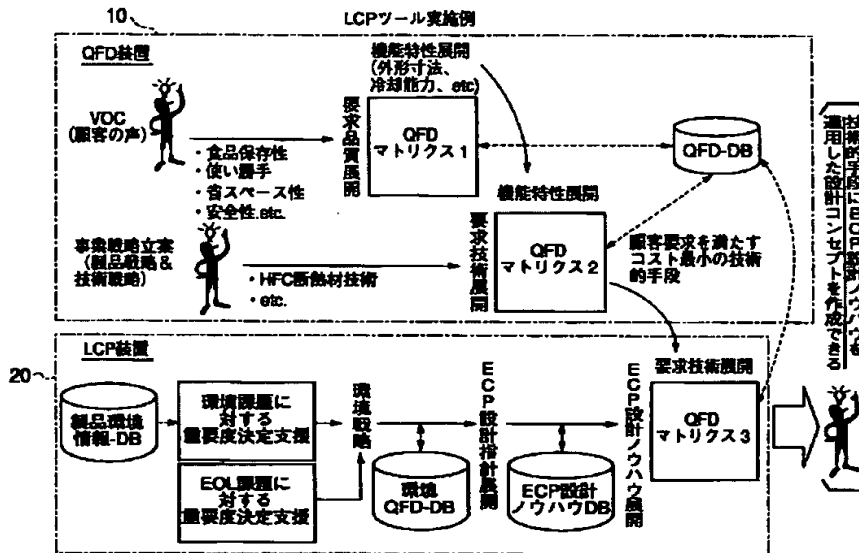 LCPツール実施例
10
QFD装置
VOC
(顧客の声)
・食品保存性
・使い勝手
・省スペース性
・安全性.etc.
機能特性展開
(外形寸法、
冷却能力、etc)
要求品質展開
QFD
マトリクス1
QFD-DB
機能特性展開
事業戦略立案
(製品戦略&
技術戦略)
・HFC断熱材技術
・etc.
要求技術展開
QFD
マトリクス2
顧客要求を満たす
コスト最小の技術
的手段
20
LCP装置
製品環境
情報-DB
環境課題に
対する
重要度決定支援
EOL課題に
対する
重要度決定支援
環境戦略
環境
QFD-DB
ECP設計指針展開
ECP設計
ノウハウDB
ECP設計ノウハウ展開
要求技術展開
QFD
マトリクス3
技術的手段にECP設計ノウハウを
適用した設計コンセプトを作成できる